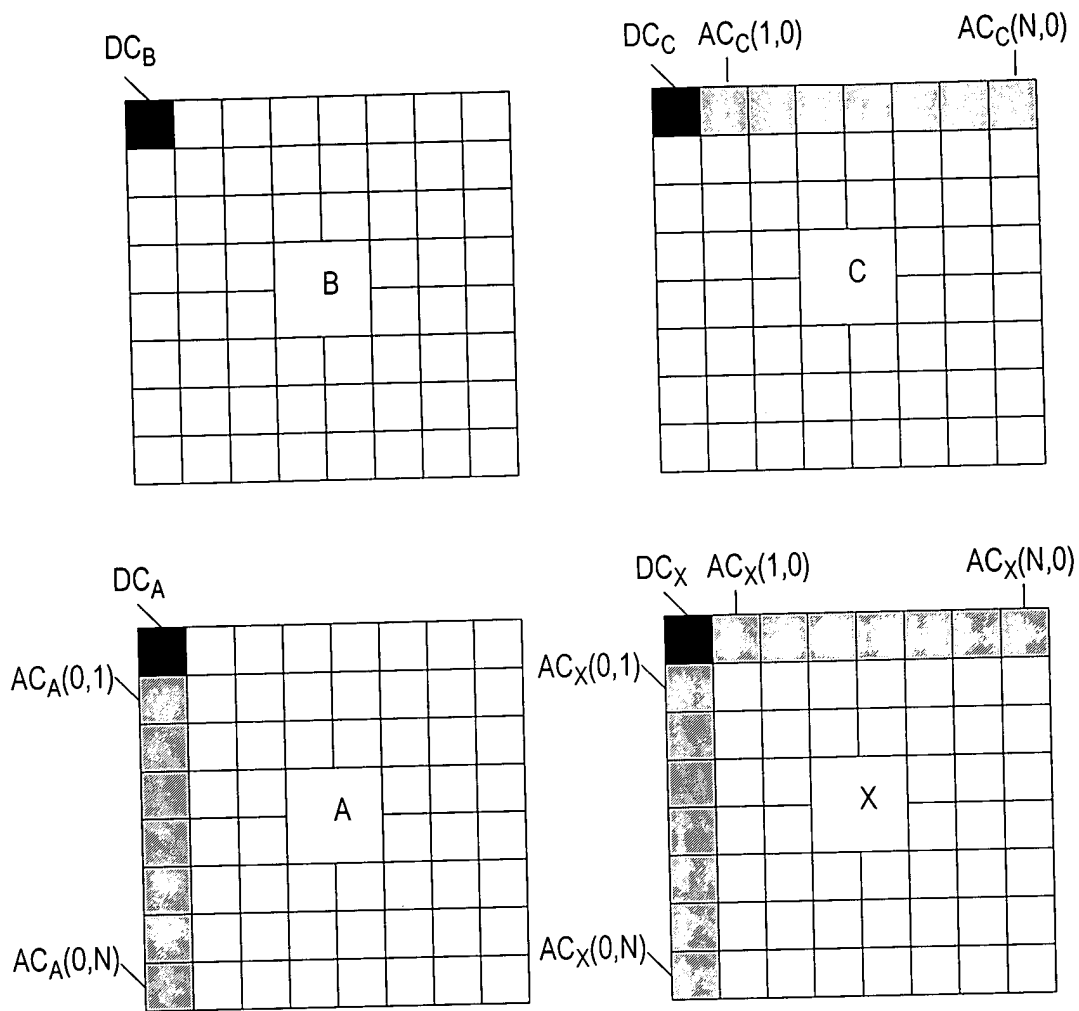 DC_B
DC_C AC_C(1,0) AC_C(N,0)
B
C
DC_A
DC_X AC_X(1,0) AC_X(N,0)
AC_A(0,1)
AC_X(0,1)
A
X
AC_A(0,N)
AC_X(0,N)